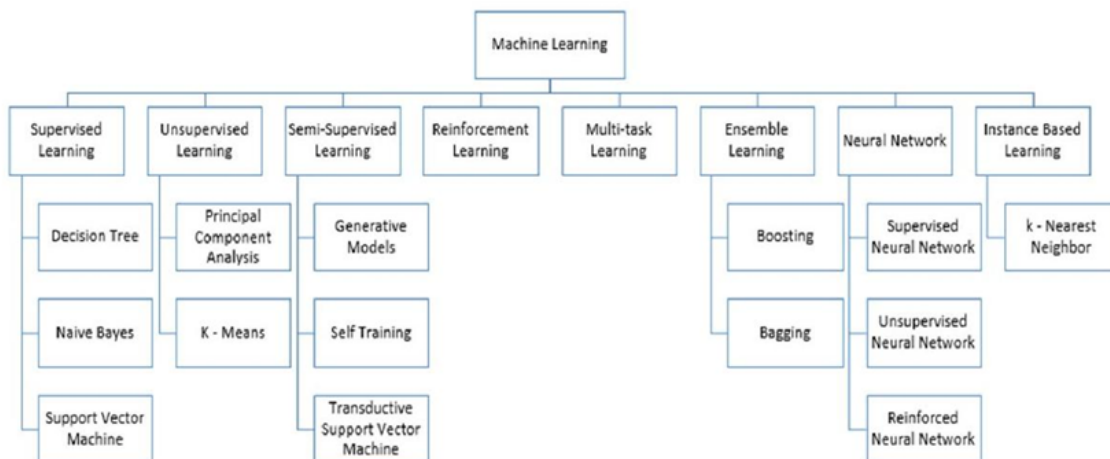 Machine Learning
Supervised
Learning
Unsupervised
Learning
Semi-Supervised
Learning
Reinforcement
Learning
Multi-task
Learning
Ensemble
Learning
Neural Network
Instance Based
Learning
Decision Tree
Principal
Component
Analysis
Generative
Models
Boosting
Supervised
Neural Network
k - Nearest
Neighbor
Naive Bayes
K - Means
Self Training
Bagging
Unsupervised
Neural Network
Support Vector
Machine
Transductive
Support Vector
Machine
Reinforced
Neural Network